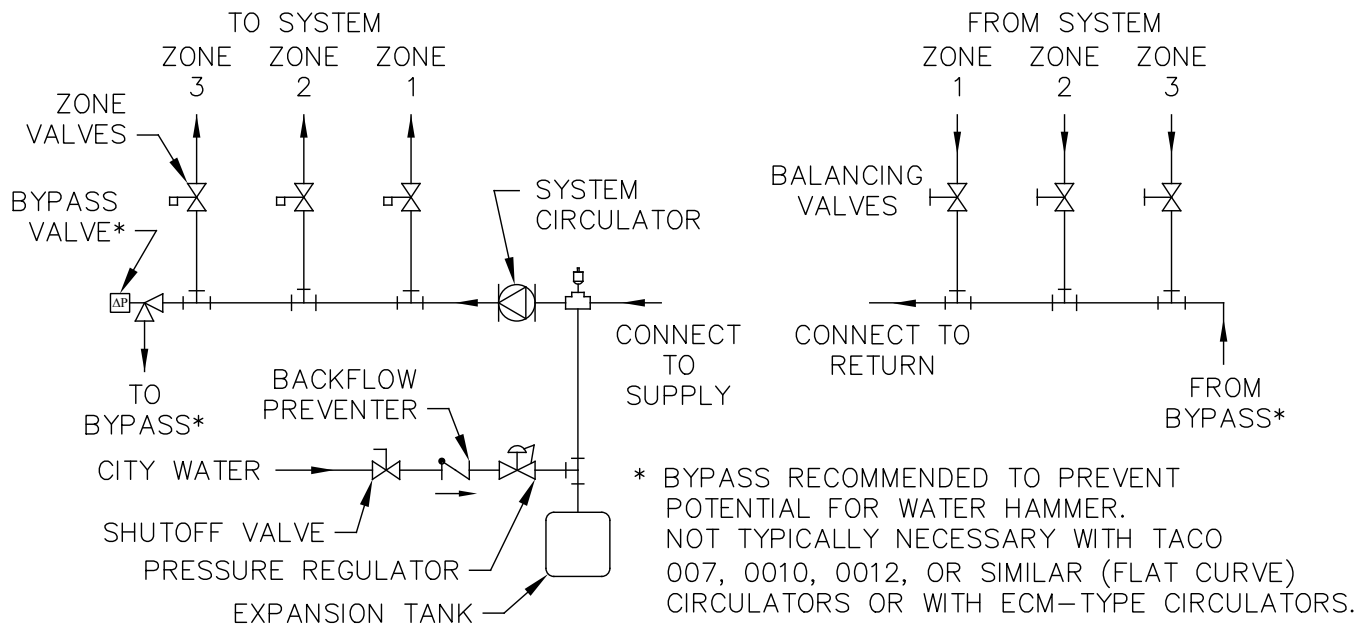 TO SYSTEM
ZONE
3
ZONE
2
ZONE
1
ZONE
VALVES
BYPASS
VALVE*
SYSTEM
CIRCULATOR
ΔP
TO
BYPASS*
CONNECT
TO
SUPPLY
BACKFLOW
PREVENTER
CITY WATER
SHUTOFF VALVE
PRESSURE REGULATOR
EXPANSION TANK
FROM SYSTEM
ZONE
1
ZONE
2
ZONE
3
BALANCING
VALVES
CONNECT TO
RETURN
FROM
BYPASS*
* BYPASS RECOMMENDED TO PREVENT
POTENTIAL FOR WATER HAMMER.
NOT TYPICALLY NECESSARY WITH TACO
007, 0010, 0012, OR SIMILAR (FLAT CURVE)
CIRCULATORS OR WITH ECM-TYPE CIRCULATORS.